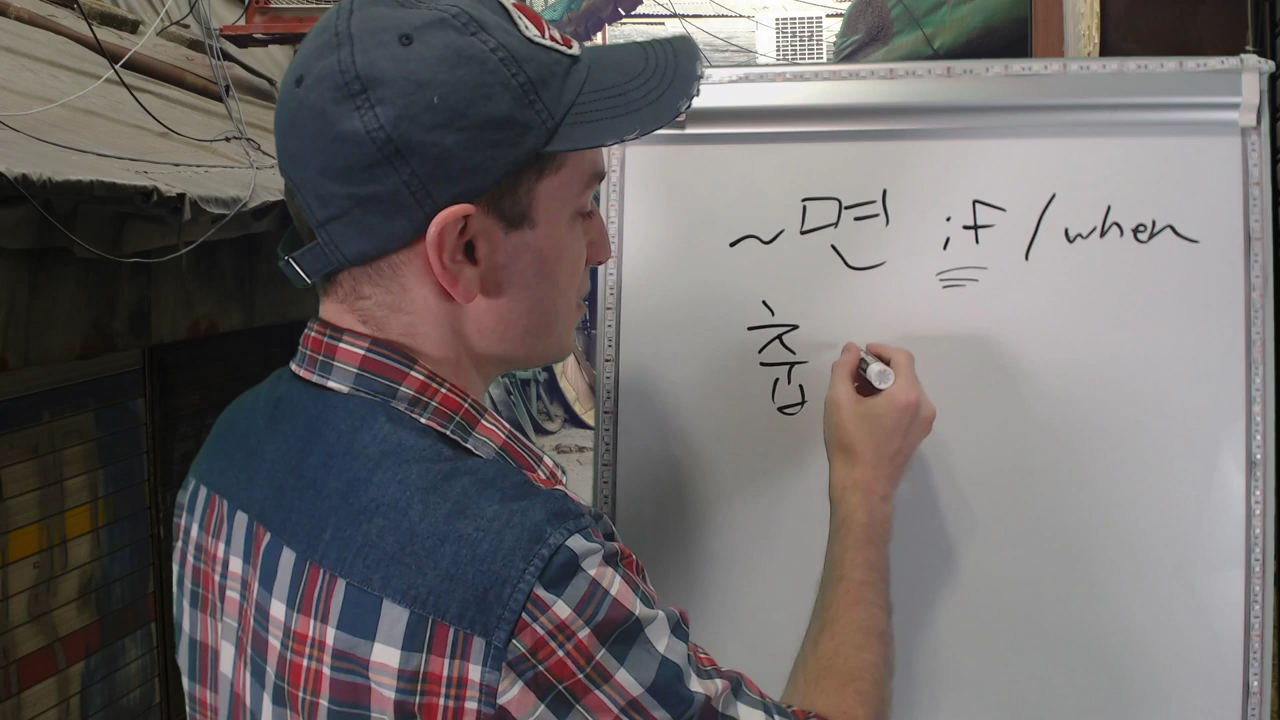 ~면 if / when
춥